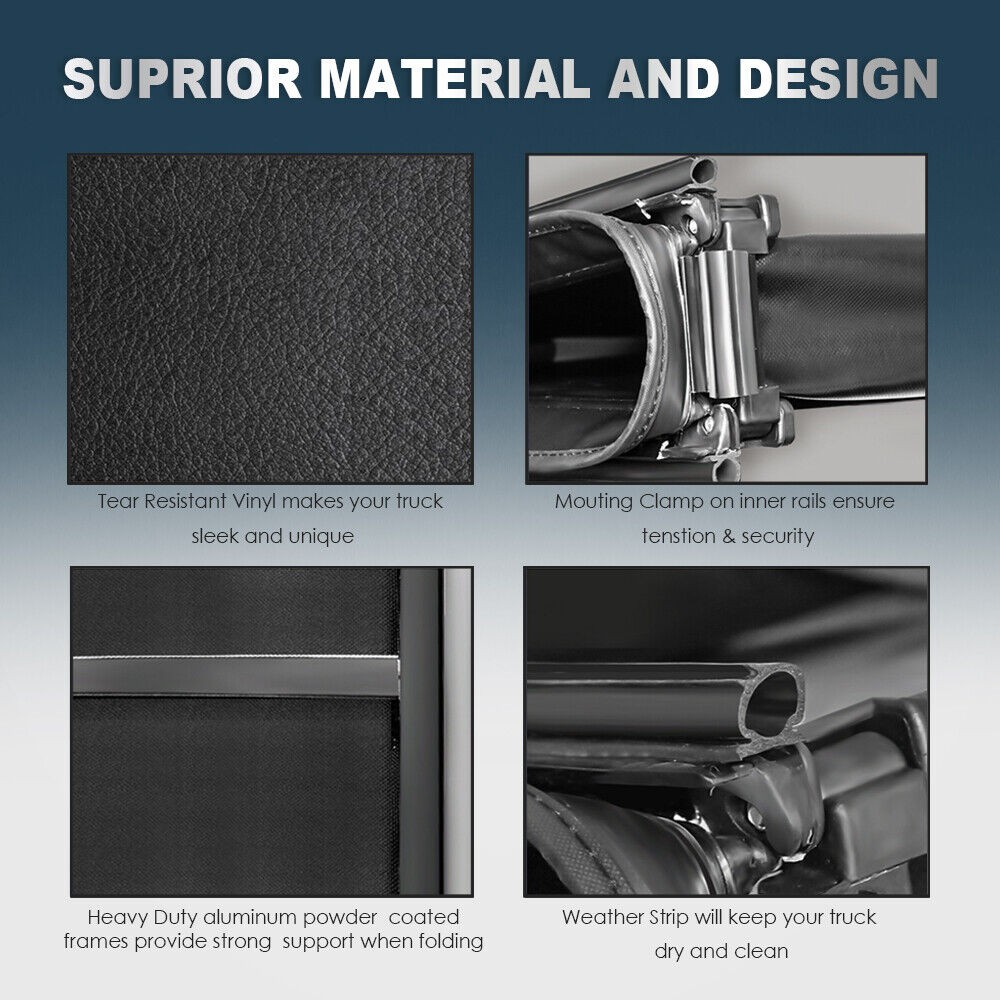 SUPRIOR MATERIAL AND DESIGN
Tear Resistant Vinyl makes your truck
sleek and unique
Mouting Clamp on inner rails ensure
tenstion & security
Heavy Duty aluminum powder coated
frames provide strong support when folding
Weather Strip will keep your truck
dry and clean